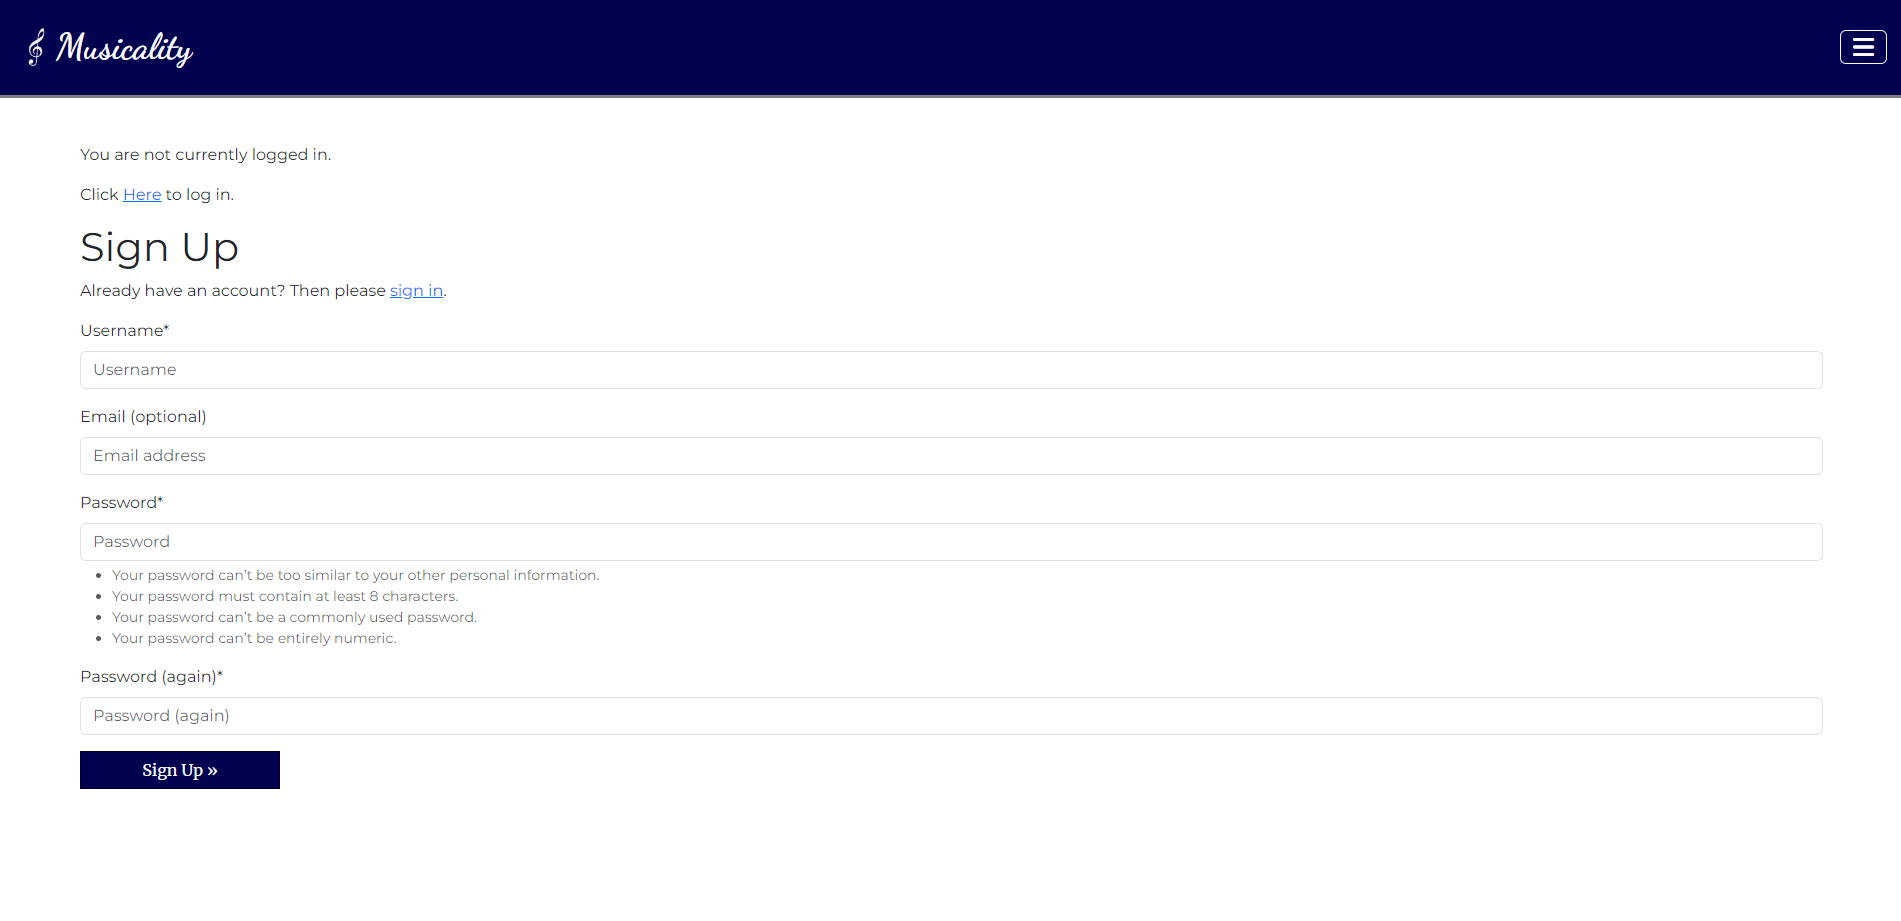 Musicality
You are not currently logged in.
Click Here to log in.
Sign Up
Already have an account? Then please sign in.
Username*
Username
Email (optional)
Email address
Password*
Password
Your password can’t be too similar to your other personal information.
Your password must contain at least 8 characters.
Your password can’t be a commonly used password.
Your password can’t be entirely numeric.
Password (again)*
Password (again)
Sign Up »